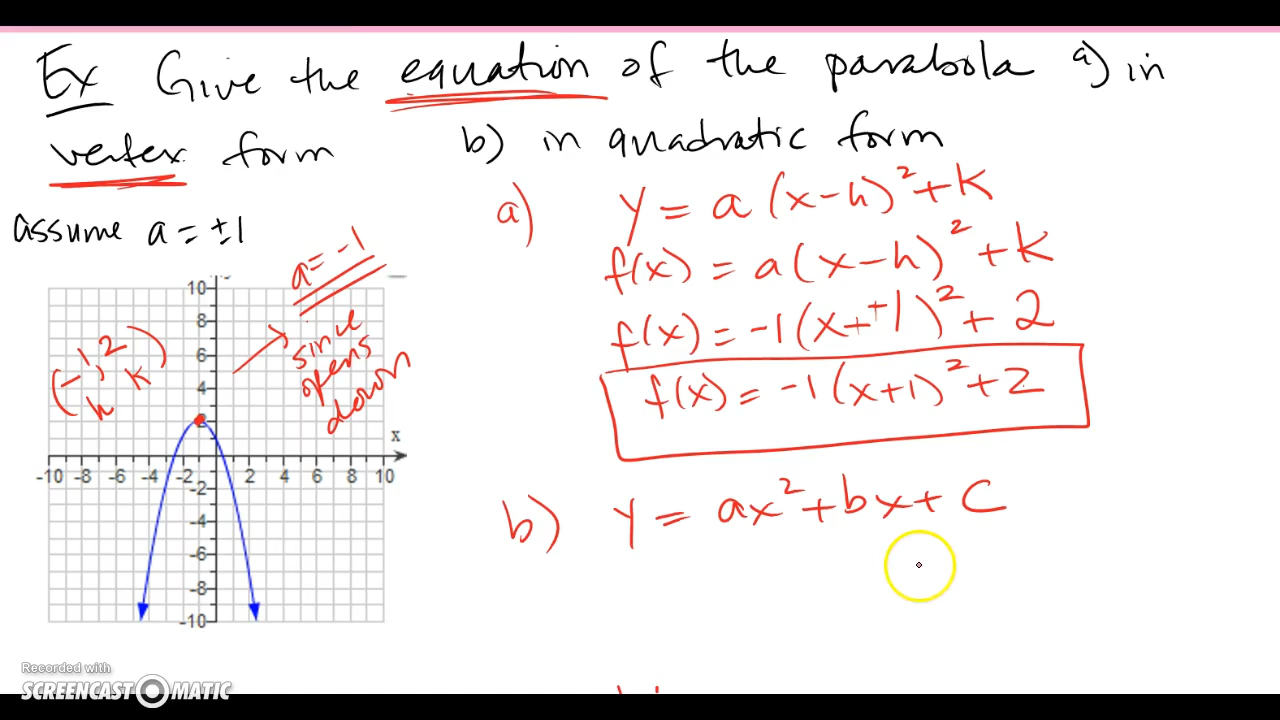 Ex Give the equation of the parabola a) in
vertex form b) in quadratic form
assume a = ±1
a) y = a(x-h)²+k
f(x) = a(x-h)²+k
f(x) = -1(x++1)²+2
f(x) = -1(x+1)²+2
b) y = ax²+bx+c
a = -1
since
opens
down
(-1, 2)
h k
10
8
6
4
2
x
-10 -8 -6 -4 -2 2 4 6 8 10
-2
-4
-6
-8
-10
Recorded with
SCREENCAST MATIC